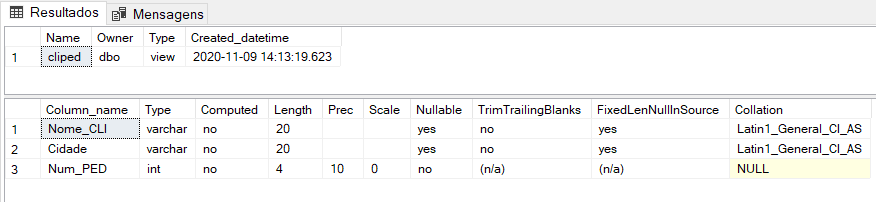 Resultados Mensagens
Name Owner Type Created_datetime
1 cliped dbo view 2020-11-09 14:13:19.623
Column_name Type Computed Length Prec Scale Nullable TrimTrailingBlanks FixedLenNullInSource Collation
1 Nome_CLI varchar no 20 yes no yes Latin1_General_CI_AS
2 Cidade varchar no 20 yes no yes Latin1_General_CI_AS
3 Num_PED int no 4 10 0 no (n/a) (n/a) NULL